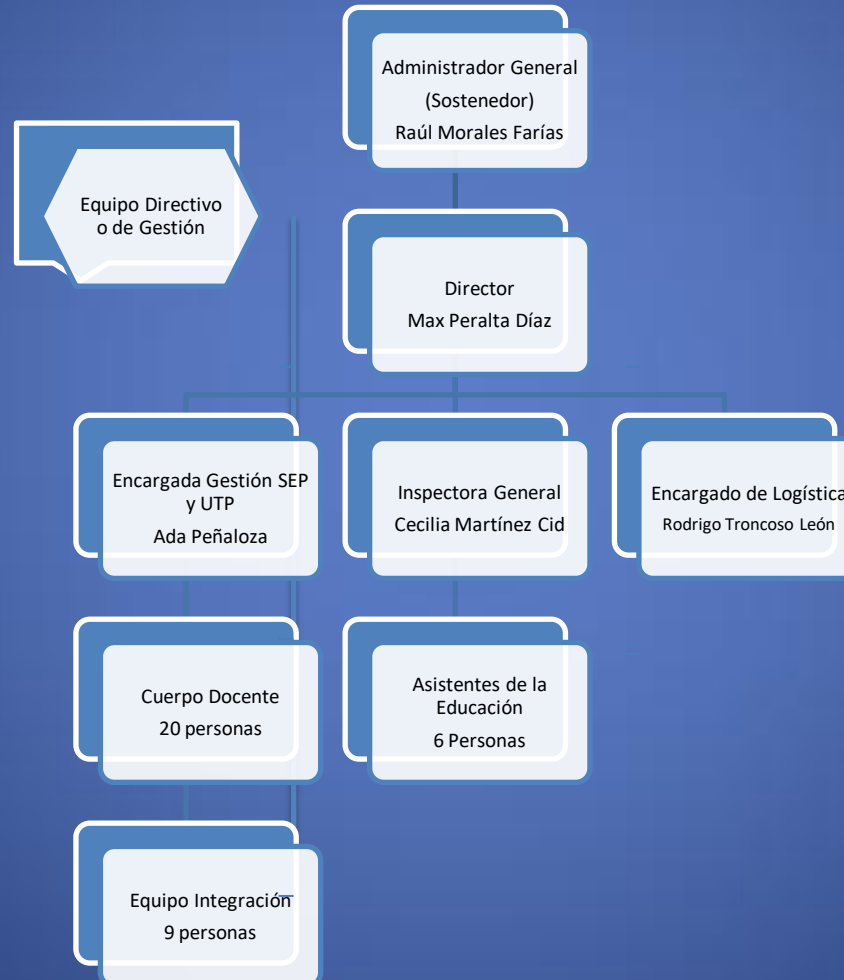 Administrador General
(Sostenedor)
Raúl Morales Farías
Equipo Directivo
o de Gestión
Director
Max Peralta Díaz
Encargada Gestión SEP
y UTP
Ada Peñaloza
Inspectora General
Cecilia Martínez Cid
Encargado de Logística
Rodrigo Troncoso León
Cuerpo Docente
20 personas
Asistentes de la
Educación
6 Personas
Equipo Integración
9 personas